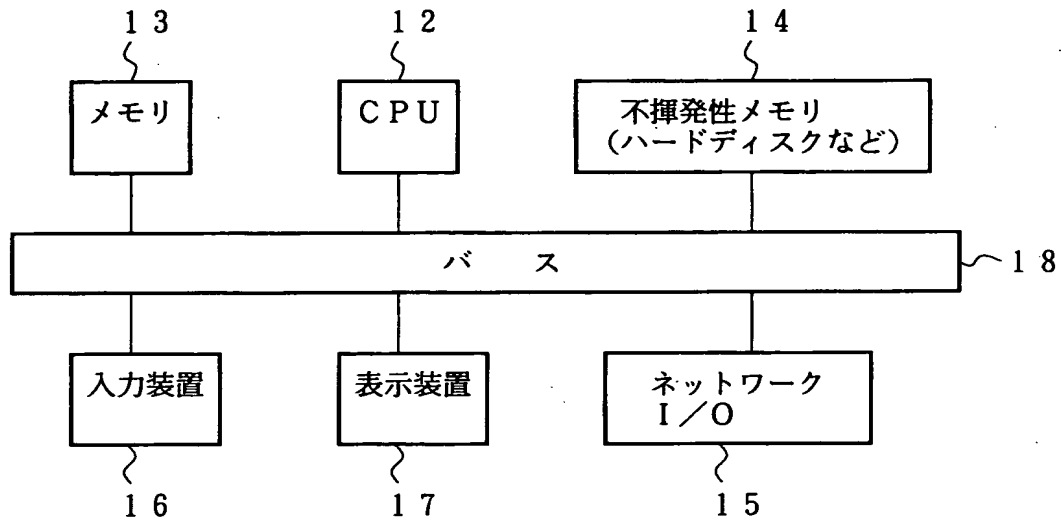 １３
１２
１４
メモリ
ＣＰＵ
不揮発性メモリ
（ハードディスクなど）
バ　ス
１８
入力装置
表示装置
ネットワーク
Ｉ／Ｏ
１６
１７
１５